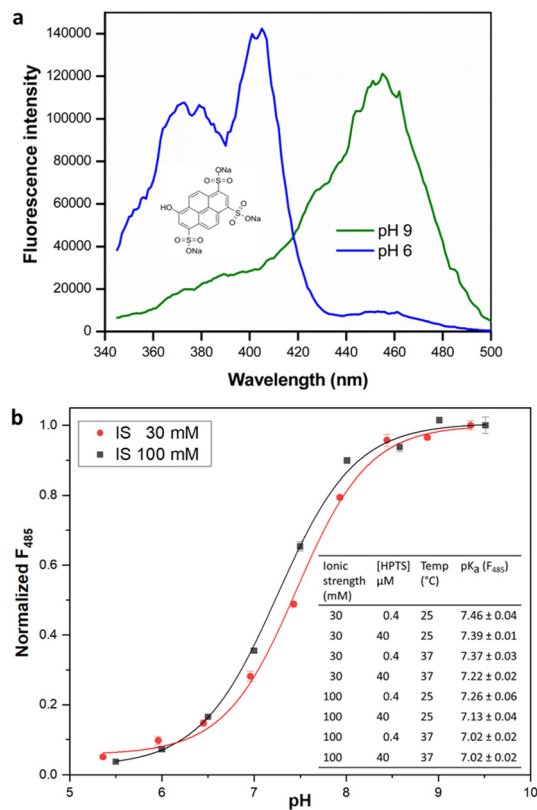 a
140000
120000
100000
80000
60000
40000
20000
0
Fluorescence intensity
ONa
O=S=O
HO
O
S
O
ONa
O=S=O
ONa
pH 9
pH 6
340 360 380 400 420 440 460 480 500
Wavelength (nm)
b
IS 30 mM
IS 100 mM
1.0
0.8
0.6
0.4
0.2
0.0
Normalized F485
Ionic strength (mM) [HPTS] µM Temp (°C) pKa (F485)
30 0.4 25 7.46 ± 0.04
30 40 25 7.39 ± 0.01
30 0.4 37 7.37 ± 0.03
30 40 37 7.22 ± 0.02
100 0.4 25 7.26 ± 0.06
100 40 25 7.13 ± 0.04
100 0.4 37 7.02 ± 0.02
100 40 37 7.02 ± 0.02
5 6 7 8 9 10
pH